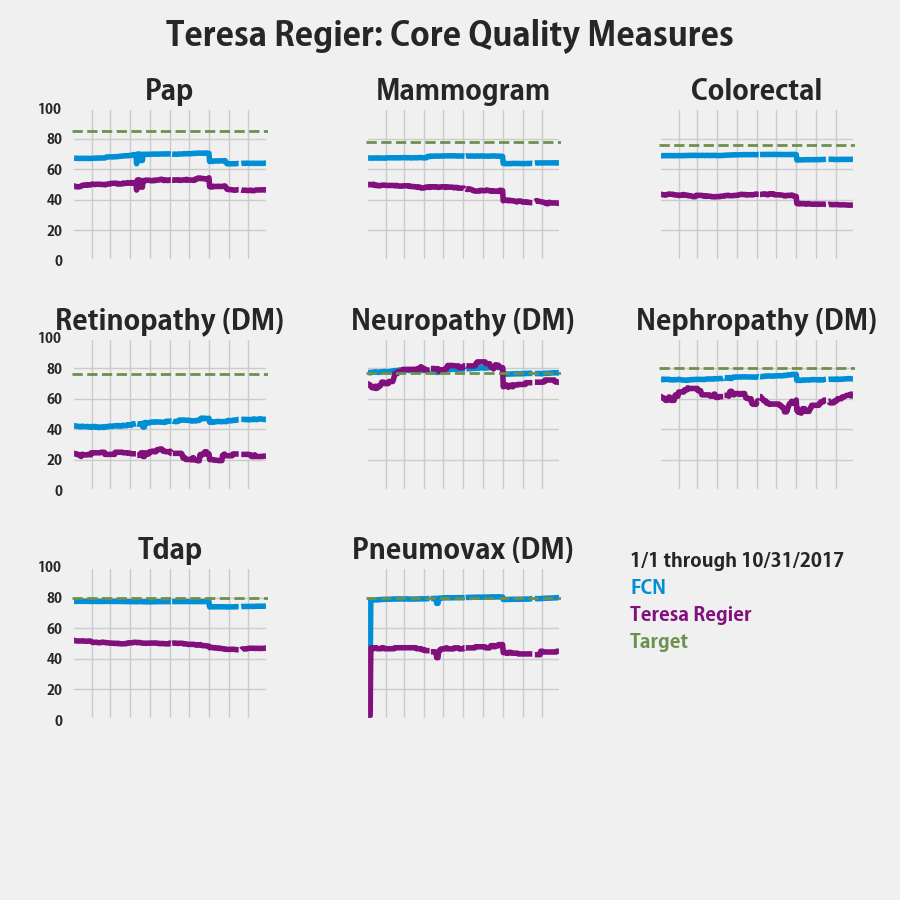 Teresa Regier: Core Quality Measures
Pap
Mammogram
Colorectal
100
80
60
40
20
0
Retinopathy (DM)
Neuropathy (DM)
Nephropathy (DM)
100
80
60
40
20
0
Tdap
Pneumovax (DM)
100
80
60
40
20
0
1/1 through 10/31/2017
FCN
Teresa Regier
Target